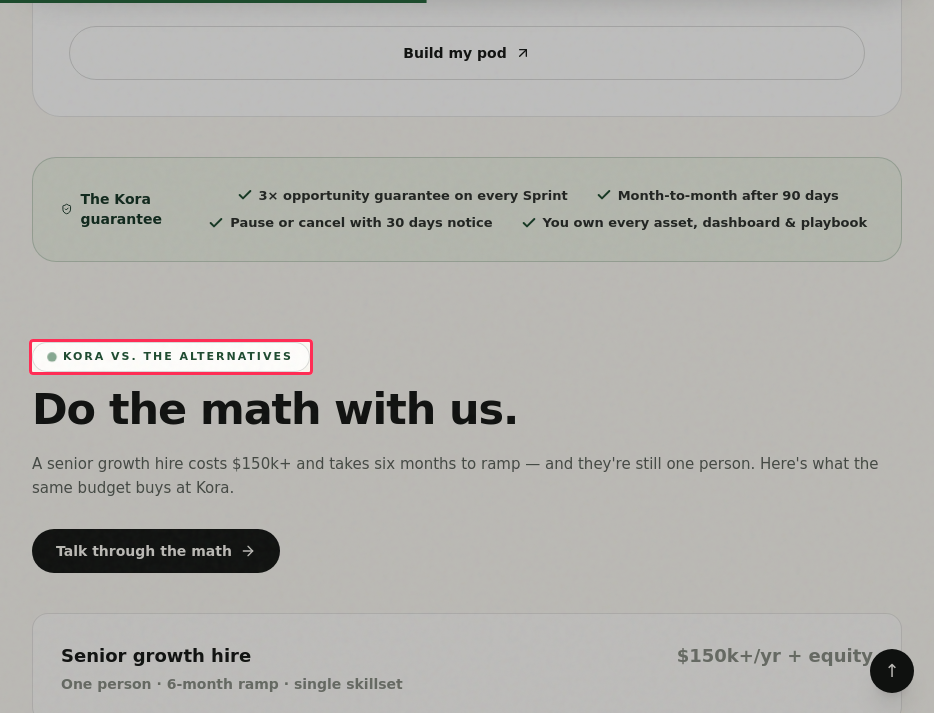 Build my pod
The Kora
guarantee
3× opportunity guarantee on every Sprint
Month-to-month after 90 days
Pause or cancel with 30 days notice
You own every asset, dashboard & playbook
KORA VS. THE ALTERNATIVES
Do the math with us.
A senior growth hire costs $150k+ and takes six months to ramp — and they're still one person. Here's what the
same budget buys at Kora.
Talk through the math →
Senior growth hire
$150k+/yr + equity
One person · 6-month ramp · single skillset